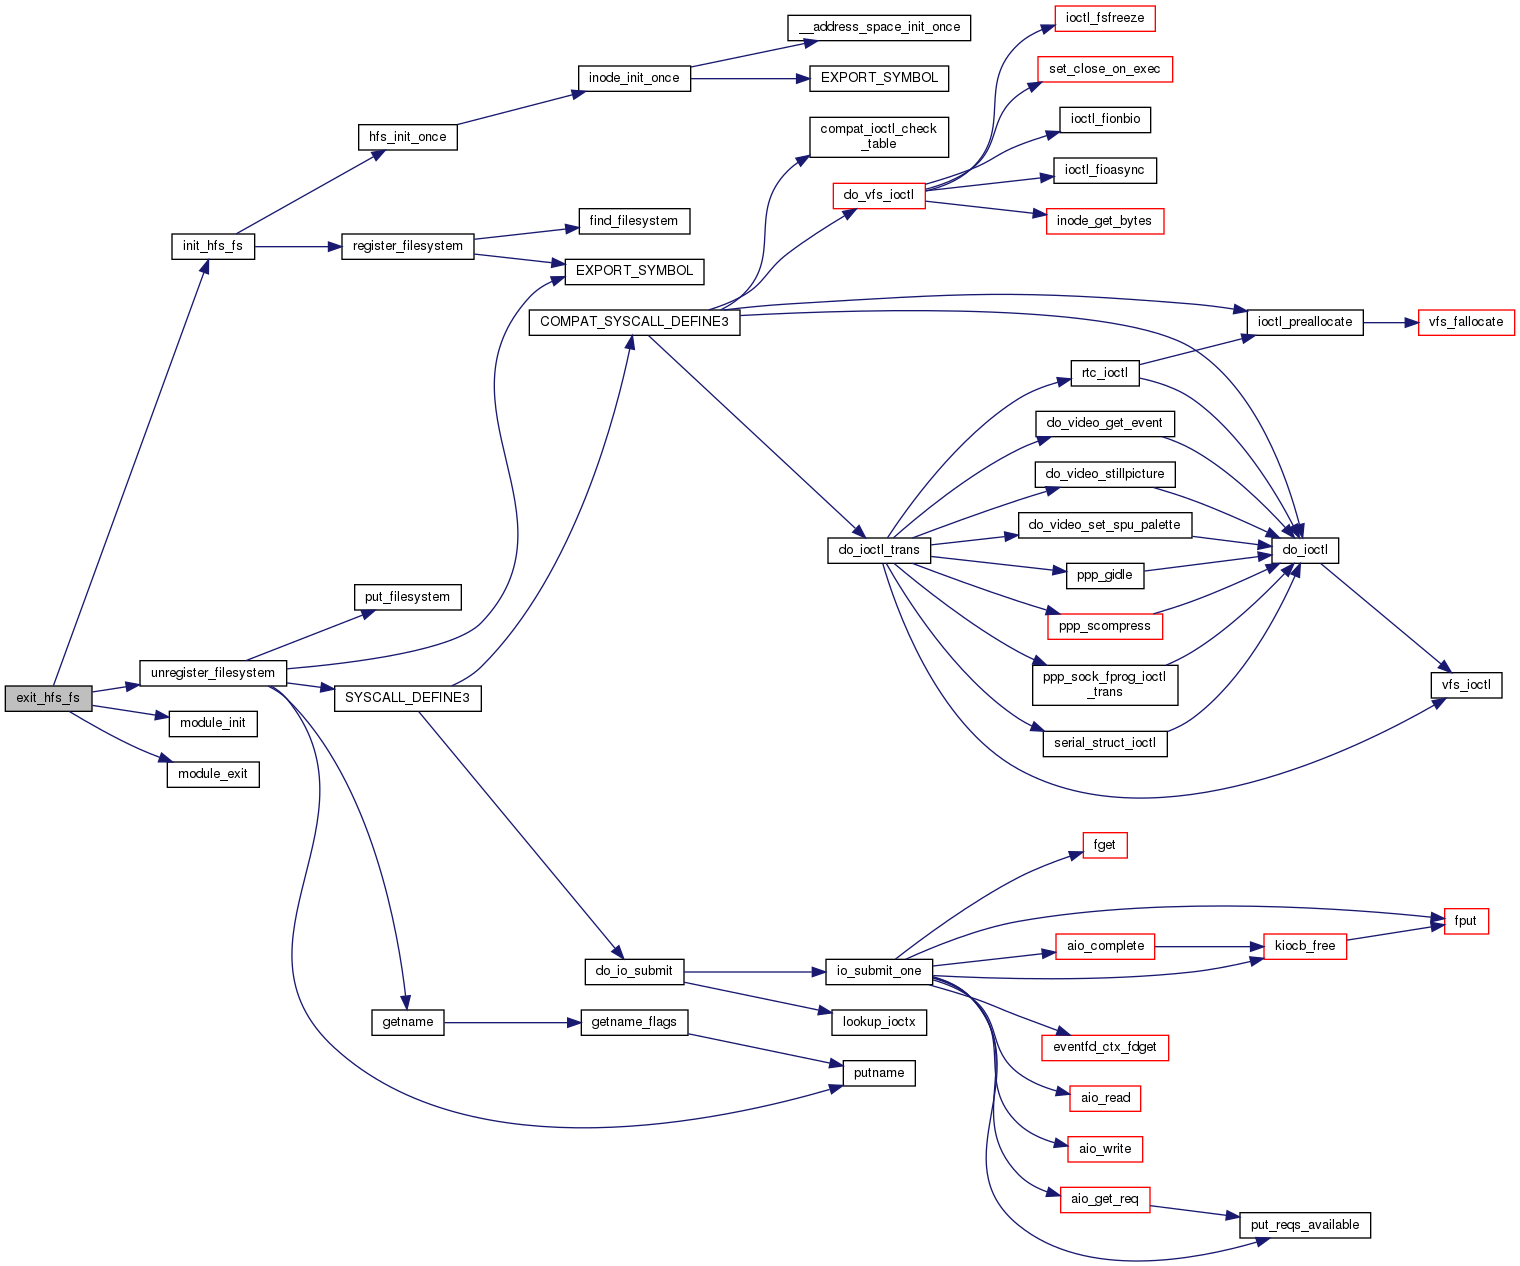 __address_space_init_once
ioctl_fsfreeze
inode_init_once
EXPORT_SYMBOL
set_close_on_exec
hfs_init_once
compat_ioctl_check
_table
ioctl_fionbio
ioctl_fioasync
do_vfs_ioctl
inode_get_bytes
find_filesystem
init_hfs_fs
register_filesystem
EXPORT_SYMBOL
COMPAT_SYSCALL_DEFINE3
ioctl_preallocate
vfs_fallocate
rtc_ioctl
do_video_get_event
do_video_stillpicture
do_video_set_spu_palette
do_ioctl_trans
do_ioctl
ppp_gidle
put_filesystem
ppp_scompress
unregister_filesystem
ppp_sock_fprog_ioctl
_trans
exit_hfs_fs
SYSCALL_DEFINE3
vfs_ioctl
module_init
serial_struct_ioctl
module_exit
fget
fput
aio_complete
kiocb_free
do_io_submit
io_submit_one
getname
getname_flags
lookup_ioctx
eventfd_ctx_fdget
putname
aio_read
aio_write
aio_get_req
put_reqs_available